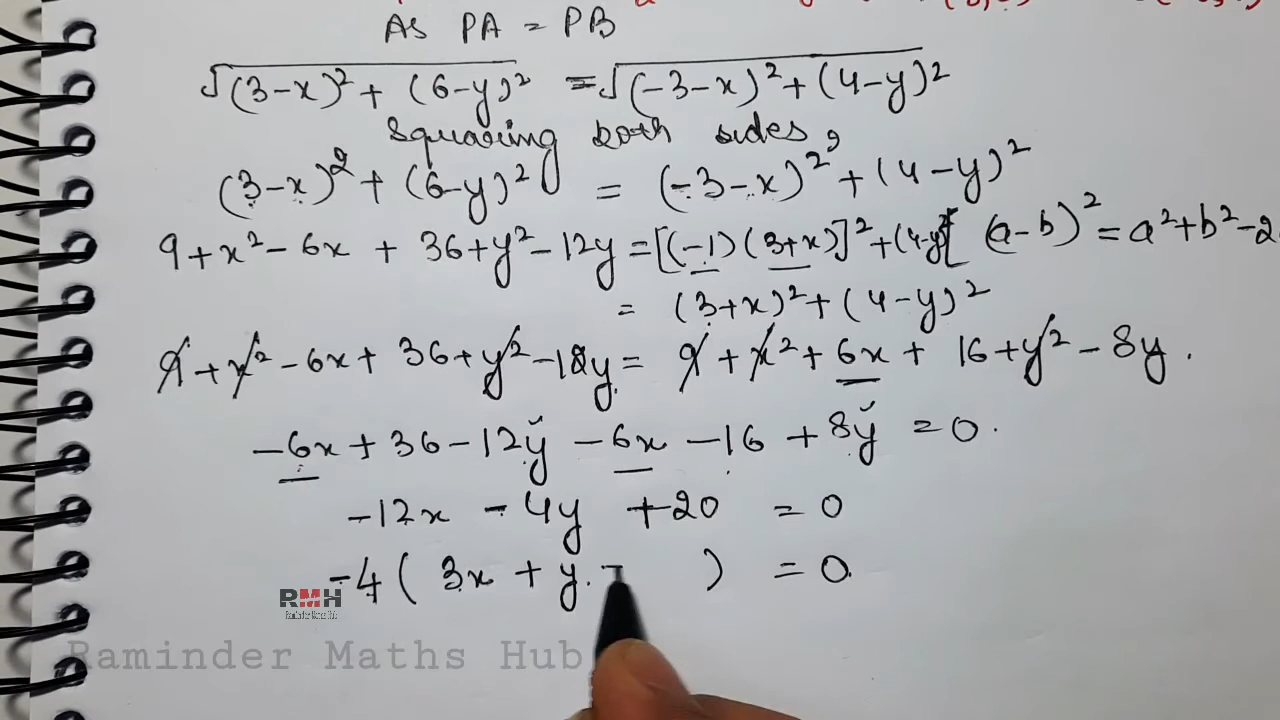 As PA = PB
√(3-x)² + (6-y)² = √(-3-x)² + (4-y)²
Squaring both sides,
(3-x)² + (6-y)² = (-3-x)² + (4-y)²
9+x²-6x + 36+y²-12y = [(-1)(3+x)]² + (4-y)² (a-b)² = a²+b²-2
= (3+x)² + (4-y)²
9+x²-6x+36+y²-12y = 9+x²+6x+16+y²-8y.
-6x+36-12y-6x-16+8y = 0.
-12x-4y+20 = 0
-4(3x+y- ) = 0.
RMH
Raminder Maths Hub